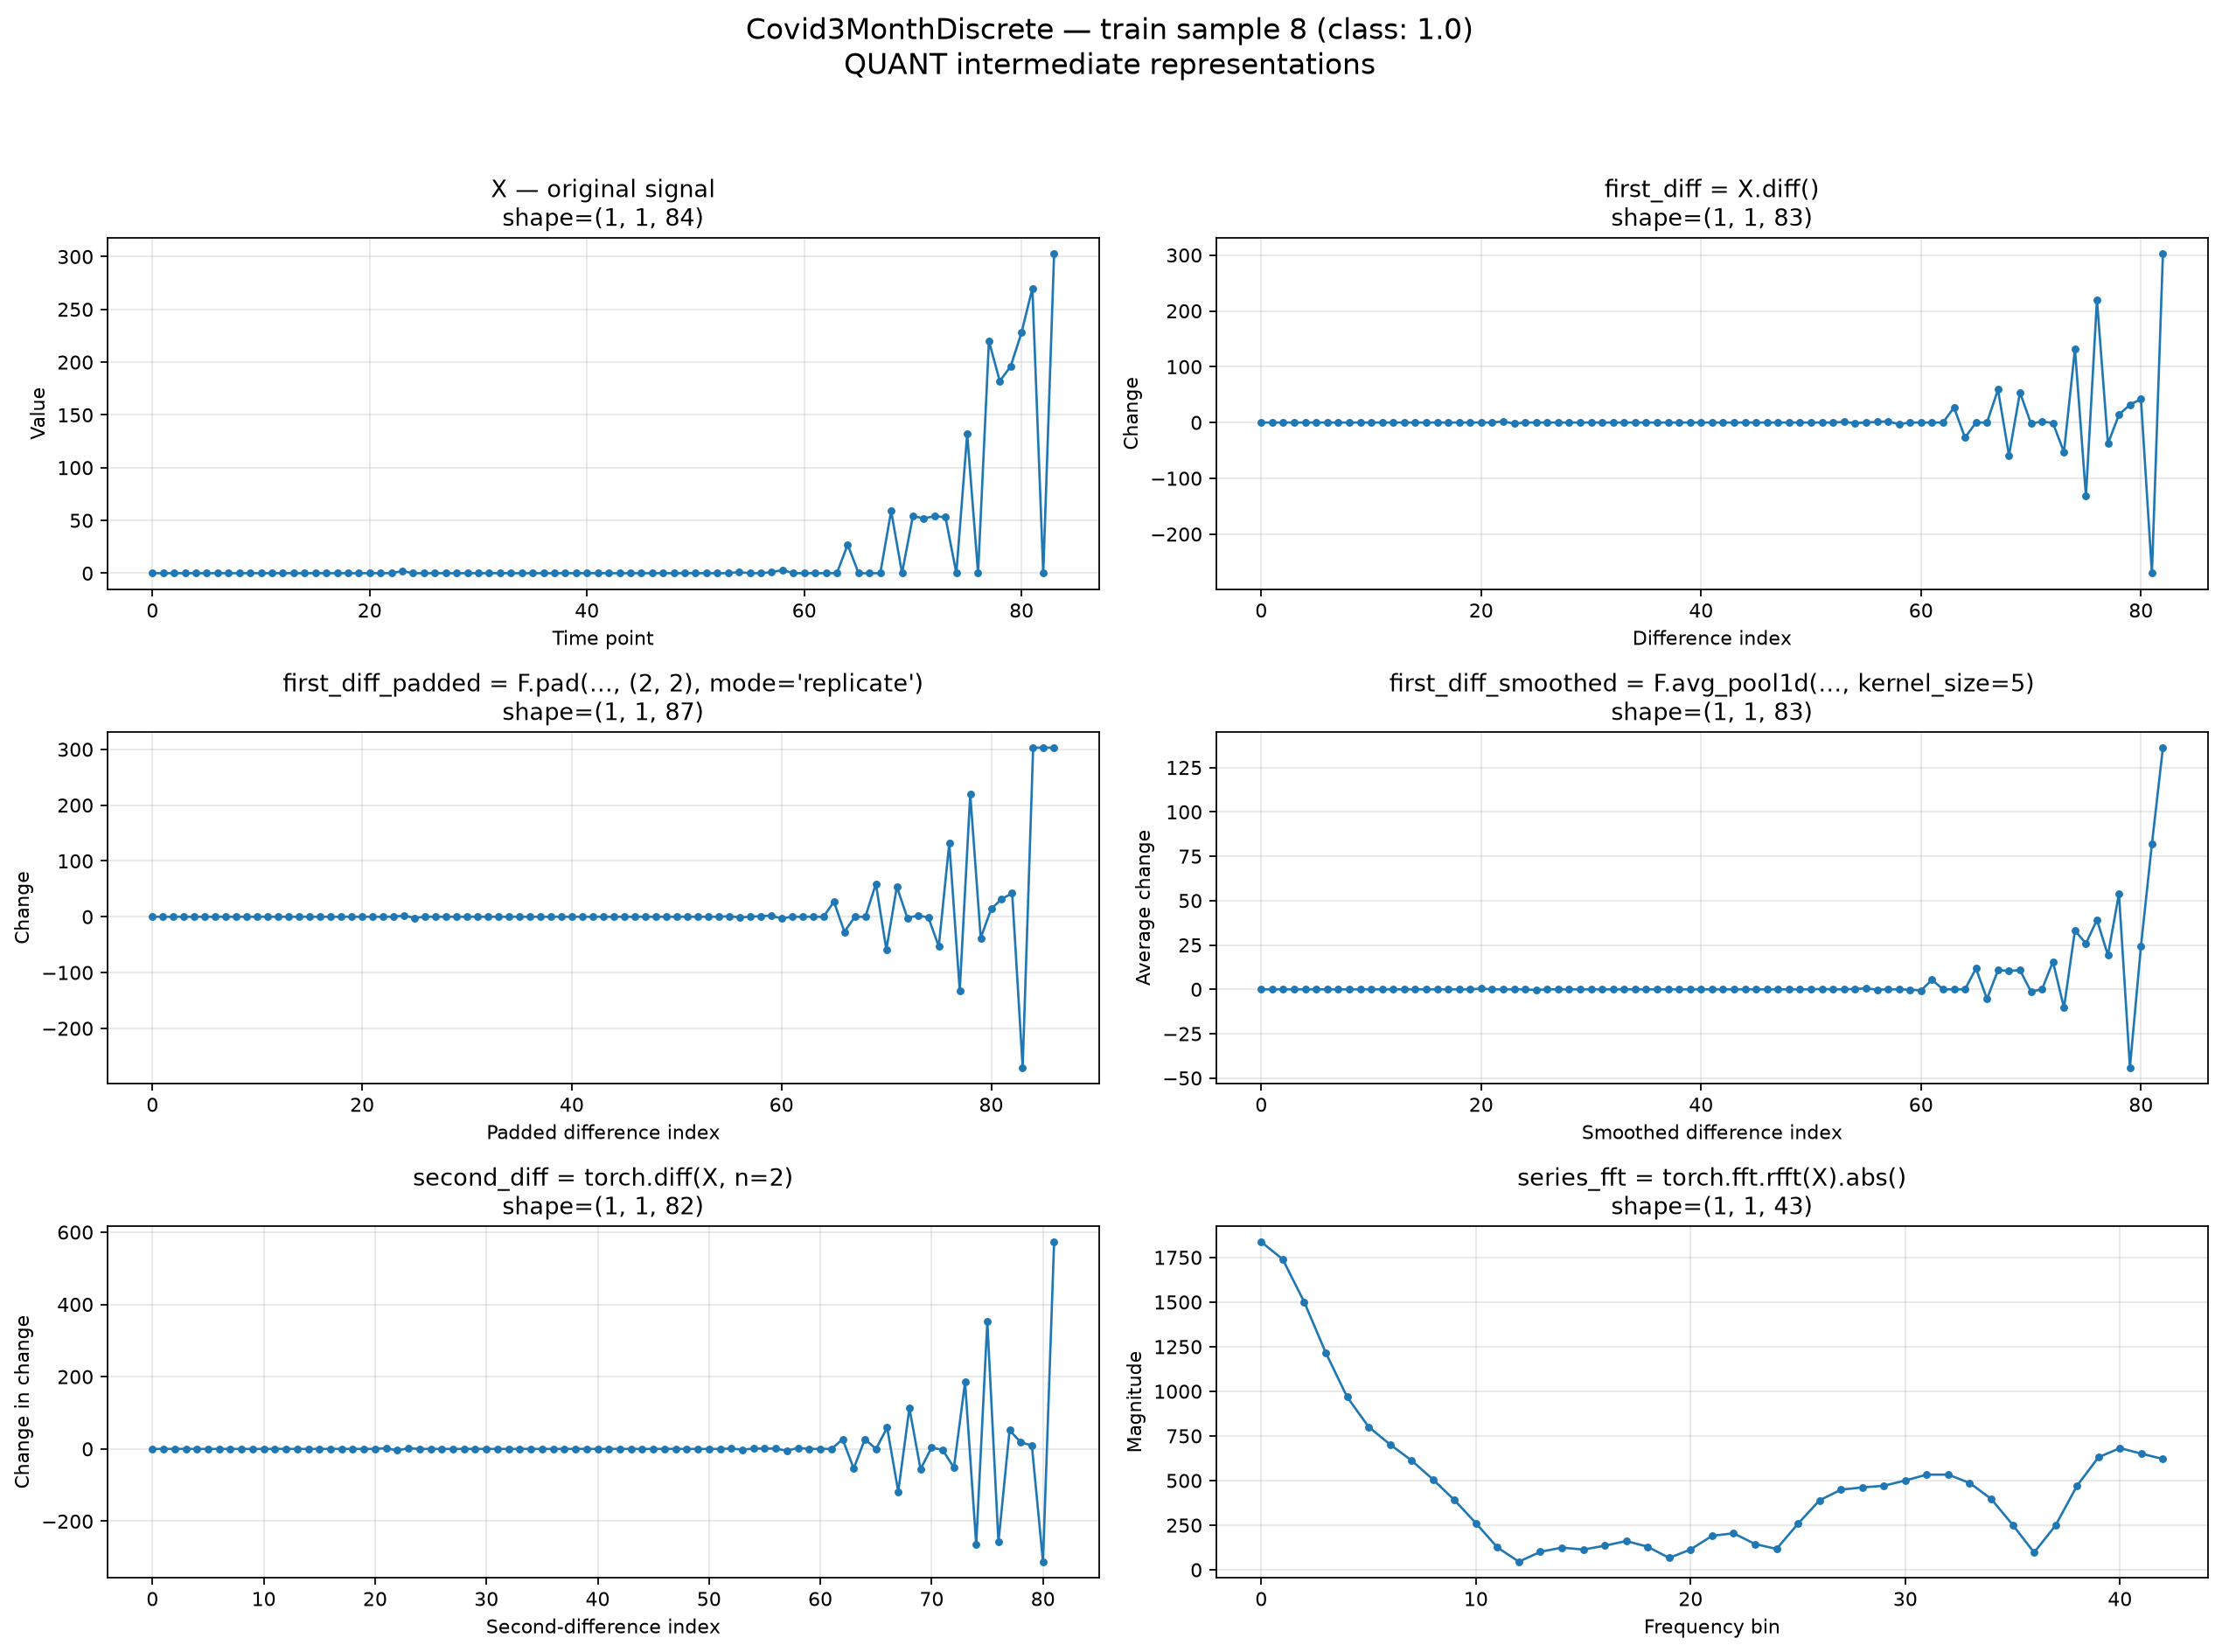 Covid3MonthDiscrete — train sample 8 (class: 1.0)
QUANT intermediate representations
X — original signal
shape=(1, 1, 84)
300
250
200
150
100
50
0
Value
0 20 40 60 80
Time point
first_diff = X.diff()
shape=(1, 1, 83)
300
200
100
0
−100
−200
Change
0 20 40 60 80
Difference index
first_diff_padded = F.pad(..., (2, 2), mode='replicate')
shape=(1, 1, 87)
300
200
100
0
−100
−200
Change
0 20 40 60 80
Padded difference index
first_diff_smoothed = F.avg_pool1d(..., kernel_size=5)
shape=(1, 1, 83)
125
100
75
50
25
0
−25
−50
Average change
0 20 40 60 80
Smoothed difference index
second_diff = torch.diff(X, n=2)
shape=(1, 1, 82)
600
400
200
0
−200
Change in change
0 10 20 30 40 50 60 70 80
Second-difference index
series_fft = torch.fft.rfft(X).abs()
shape=(1, 1, 43)
1750
1500
1250
1000
750
500
250
0
Magnitude
0 10 20 30 40
Frequency bin